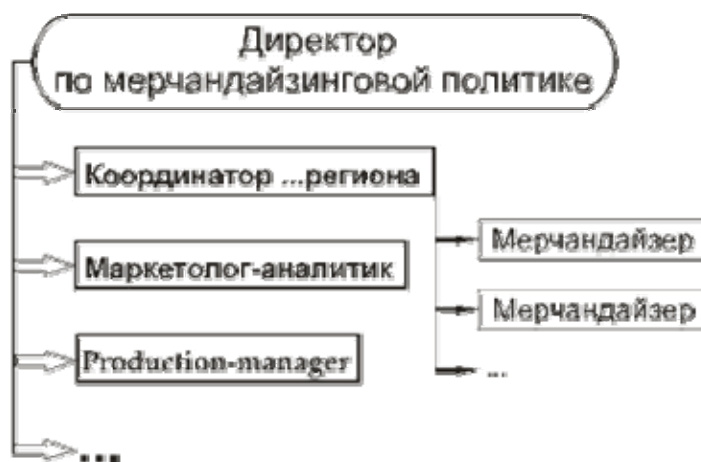 Директор
по мерчандайзинговой политике
Координатор ...региона
Мерчандайзер
Маркетолог-аналитик
Мерчандайзер
Production-manager
...
...